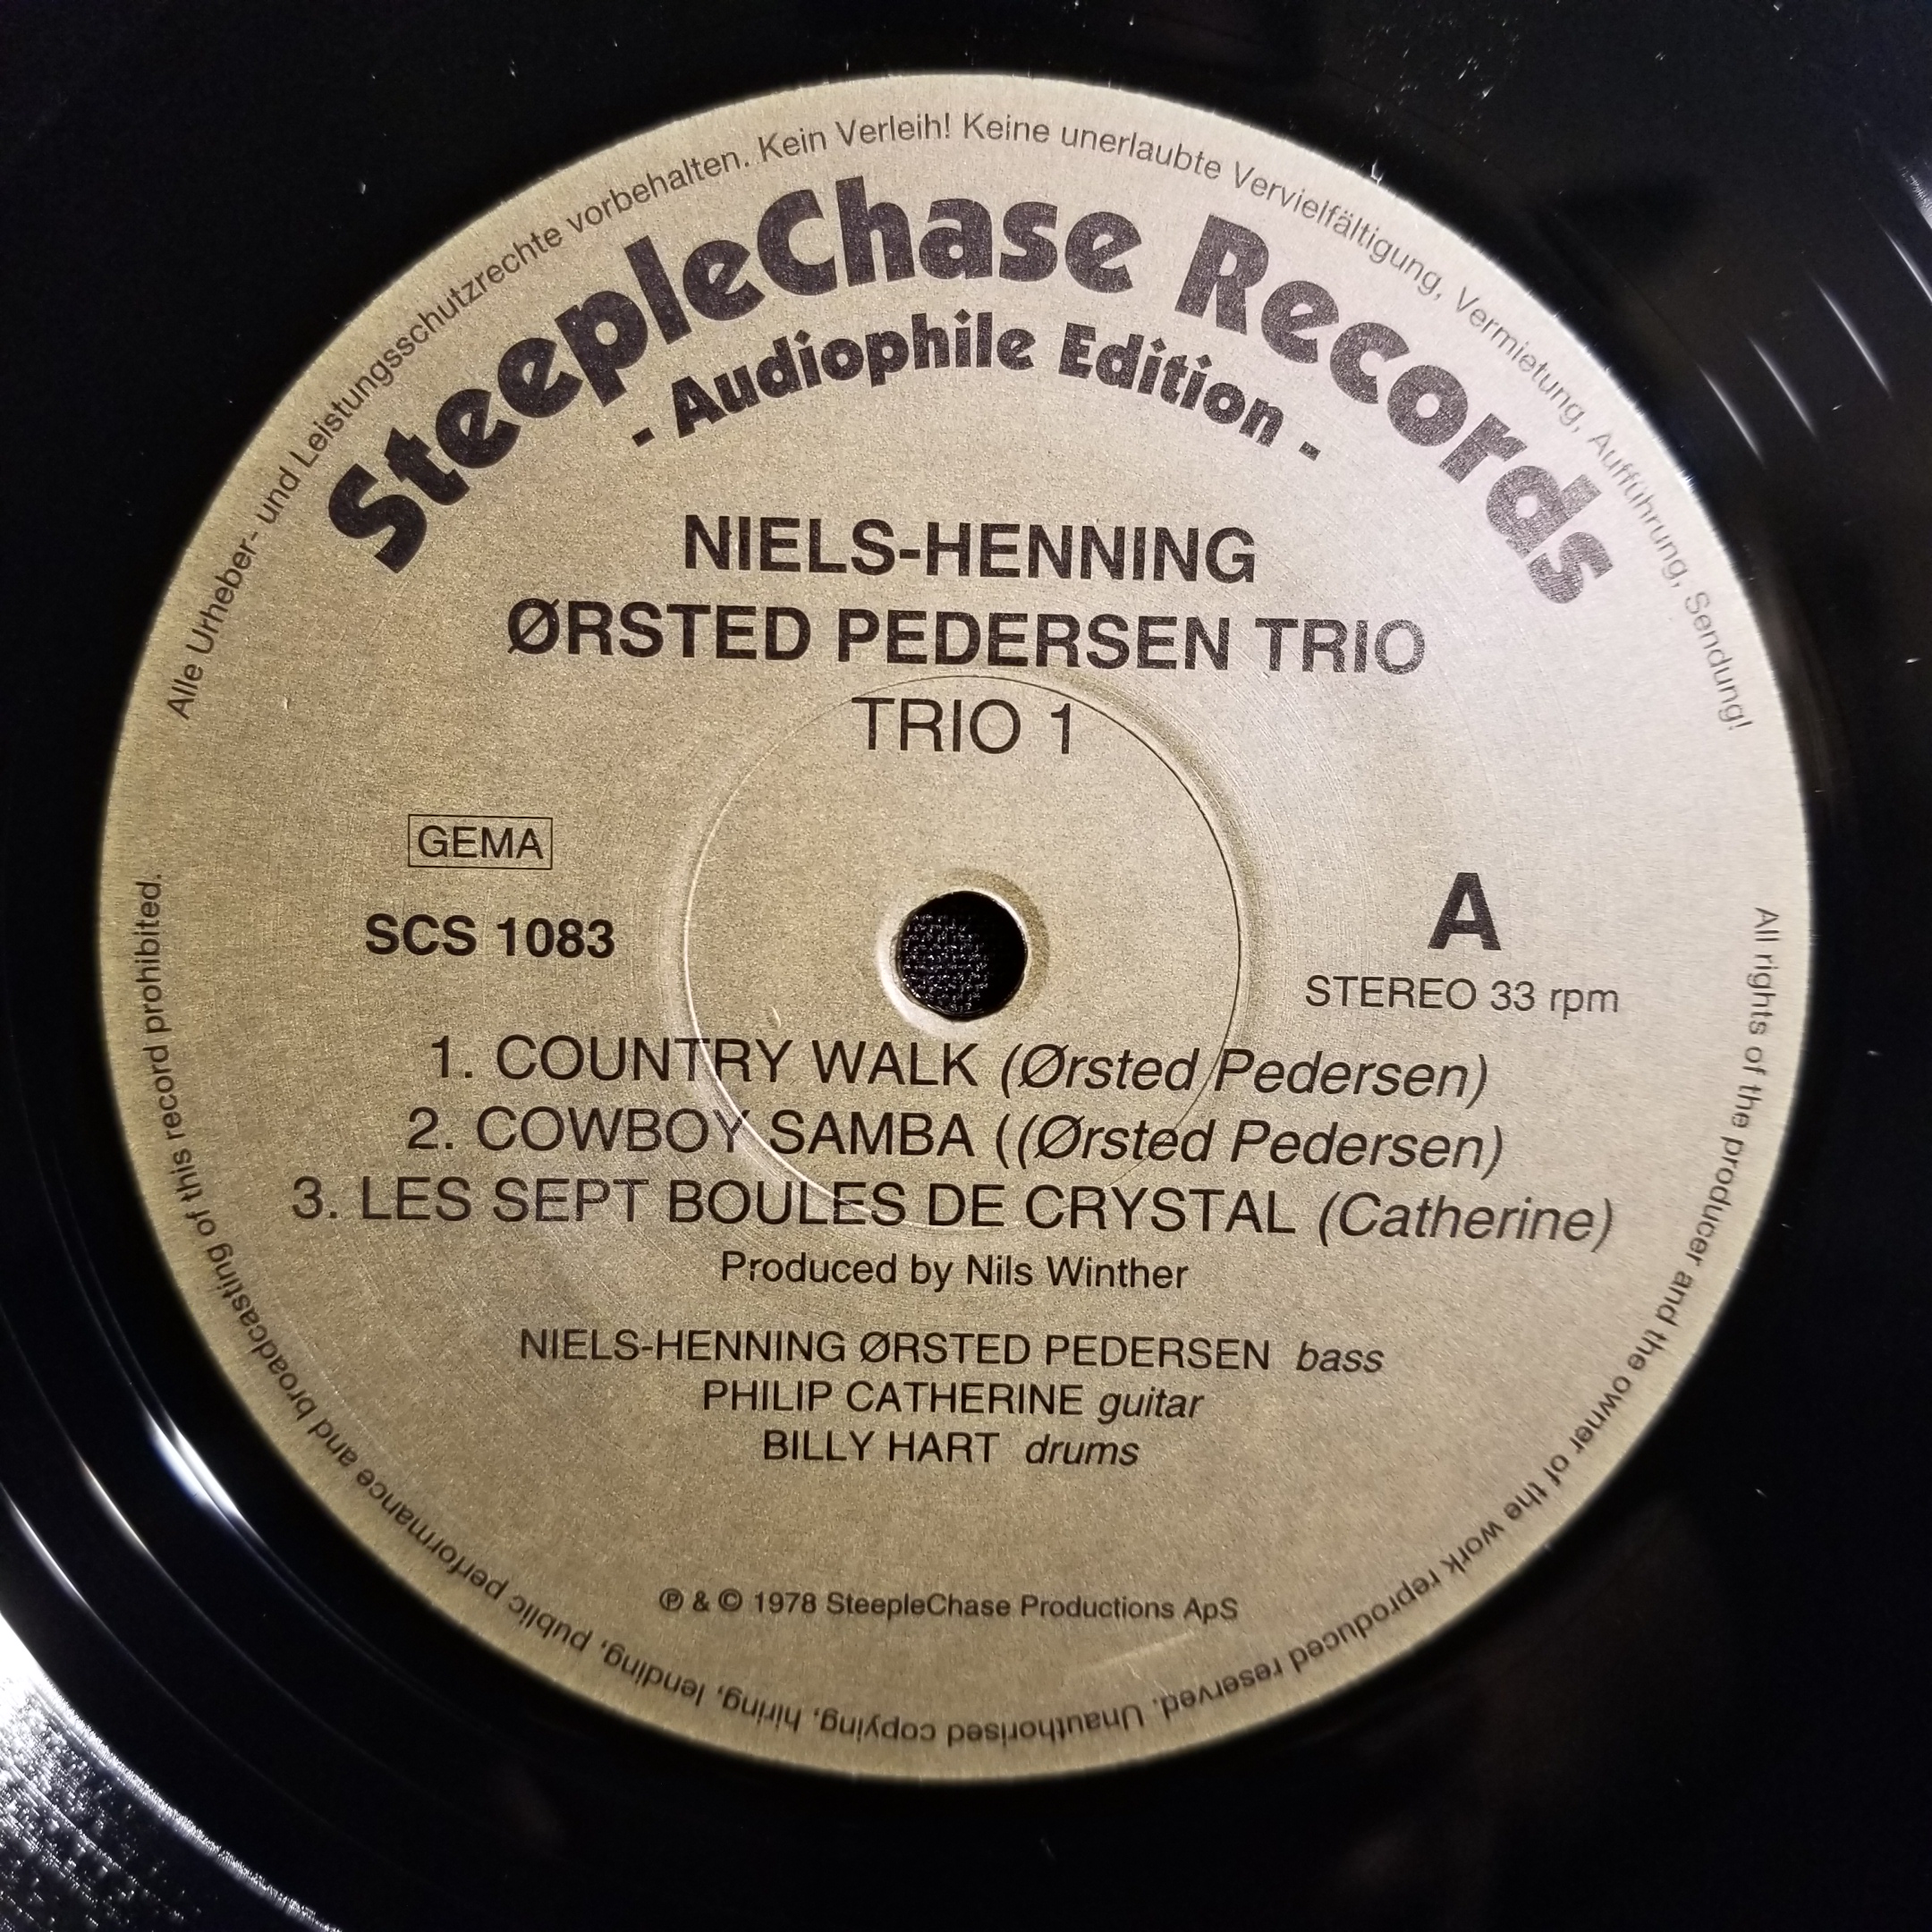 Alle Urheber- und Leistungsschutzrechte vorbehalten. Kein Verleih! Keine unerlaubte Vervielfältigung, Vermietung, Aufführung, Sendung!
SteepleChase Records
- Audiophile Edition -
NIELS-HENNING
ØRSTED PEDERSEN TRIO
TRIO 1
GEMA
SCS 1083
A
STEREO 33 rpm
1. COUNTRY WALK (Ørsted Pedersen)
2. COWBOY SAMBA ((Ørsted Pedersen)
3. LES SEPT BOULES DE CRYSTAL (Catherine)
Produced by Nils Winther
NIELS-HENNING ØRSTED PEDERSEN bass
PHILIP CATHERINE guitar
BILLY HART drums
℗ & © 1978 SteepleChase Productions ApS
All rights of the producer and the owner of the work reproduced reserved. Unauthorised copying, hiring, lending, public performance and broadcasting of this record prohibited.